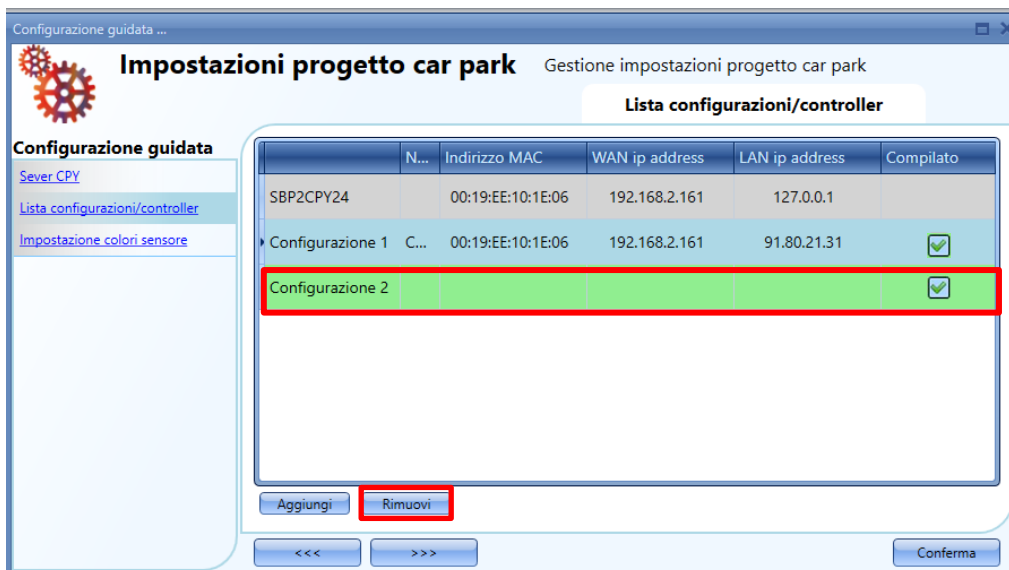 Configurazione guidata ...
Impostazioni progetto car park
Gestione impostazioni progetto car park
Lista configurazioni/controller
Configurazione guidata
Sever CPY
Lista configurazioni/controller
Impostazione colori sensore
N... Indirizzo MAC WAN ip address LAN ip address Compilato
SBP2CPY24 00:19:EE:10:1E:06 192.168.2.161 127.0.0.1
Configurazione 1 C... 00:19:EE:10:1E:06 192.168.2.161 91.80.21.31
Configurazione 2
Aggiungi Rimuovi
<<< >>> Conferma